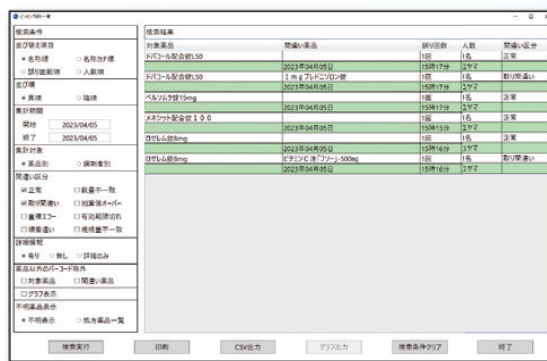 検索条件
並び替え項目
名称順 名称カナ順
誤り回数順 人数順
並び順
昇順 降順
集計期間
開始 2023/04/05
終了 2023/04/05
集計対象
薬品別 調剤者別
間違い区分
正常 数量不一致
取り間違い 加算値オーバー
重複エラー 有効期限切れ
順番違い 規格量不一致
詳細情報
有り 無し 詳細のみ
薬品以外のバーコード除外
対象薬品 間違い薬品
グラフ表示
不明薬品表示
不明表示 処方薬品一覧
検索結果
対象薬品 間違い薬品 誤り回数 人数 間違い区分
ドパコール配合錠L50 1回 1名 正常
2023年04月05日 15時17分 ユヤマ
ドパコール配合錠L50 1mgプレドニゾロン錠 1回 1名 取り間違い
2023年04月05日 15時17分 ユヤマ
ベルソムラ錠15mg 1回 1名 正常
2023年04月05日 15時17分 ユヤマ
メネシット配合錠100 1回 1名 正常
2023年04月05日 15時15分 ユヤマ
ロゼレム錠8mg 1回 1名 正常
2023年04月05日 15時16分 ユヤマ
ロゼレム錠8mg ビタミンC注「フソー」-500mg 1回 1名 取り間違い
2023年04月05日 15時16分 ユヤマ
検索実行 印刷 CSV出力 グラフ出力 検索条件クリア 終了